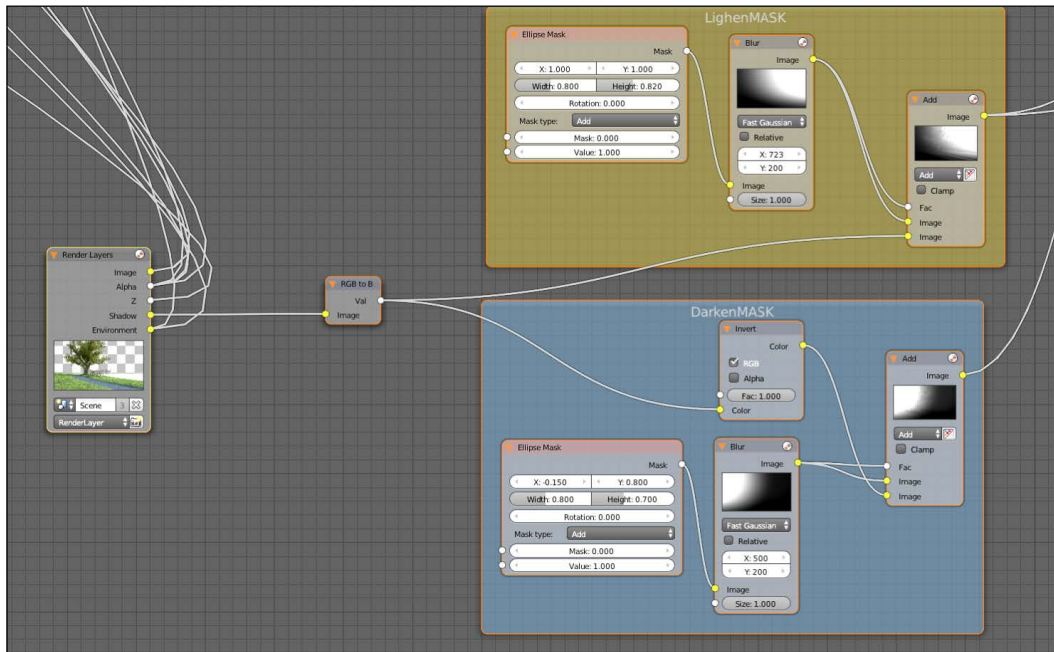 LighenMASK
Ellipse Mask
Mask
X: 1.000 Y: 1.000
Width: 0.800 Height: 0.820
Rotation: 0.000
Mask type: Add
Mask: 0.000
Value: 1.000
Blur
Image
Fast Gaussian
Relative
X: 723
Y: 200
Image
Size: 1.000
Add
Image
Add
Clamp
Fac
Image
Image
Render Layers
Image
Alpha
Z
Shadow
Environment
Scene 3
RenderLayer
RGB to B
Val
Image
DarkenMASK
Invert
Color
RGB
Alpha
Fac: 1.000
Color
Add
Image
Add
Clamp
Fac
Image
Image
Ellipse Mask
Mask
X: -0.150 Y: 0.800
Width: 0.800 Height: 0.700
Rotation: 0.000
Mask type: Add
Mask: 0.000
Value: 1.000
Blur
Image
Fast Gaussian
Relative
X: 500
Y: 200
Image
Size: 1.000